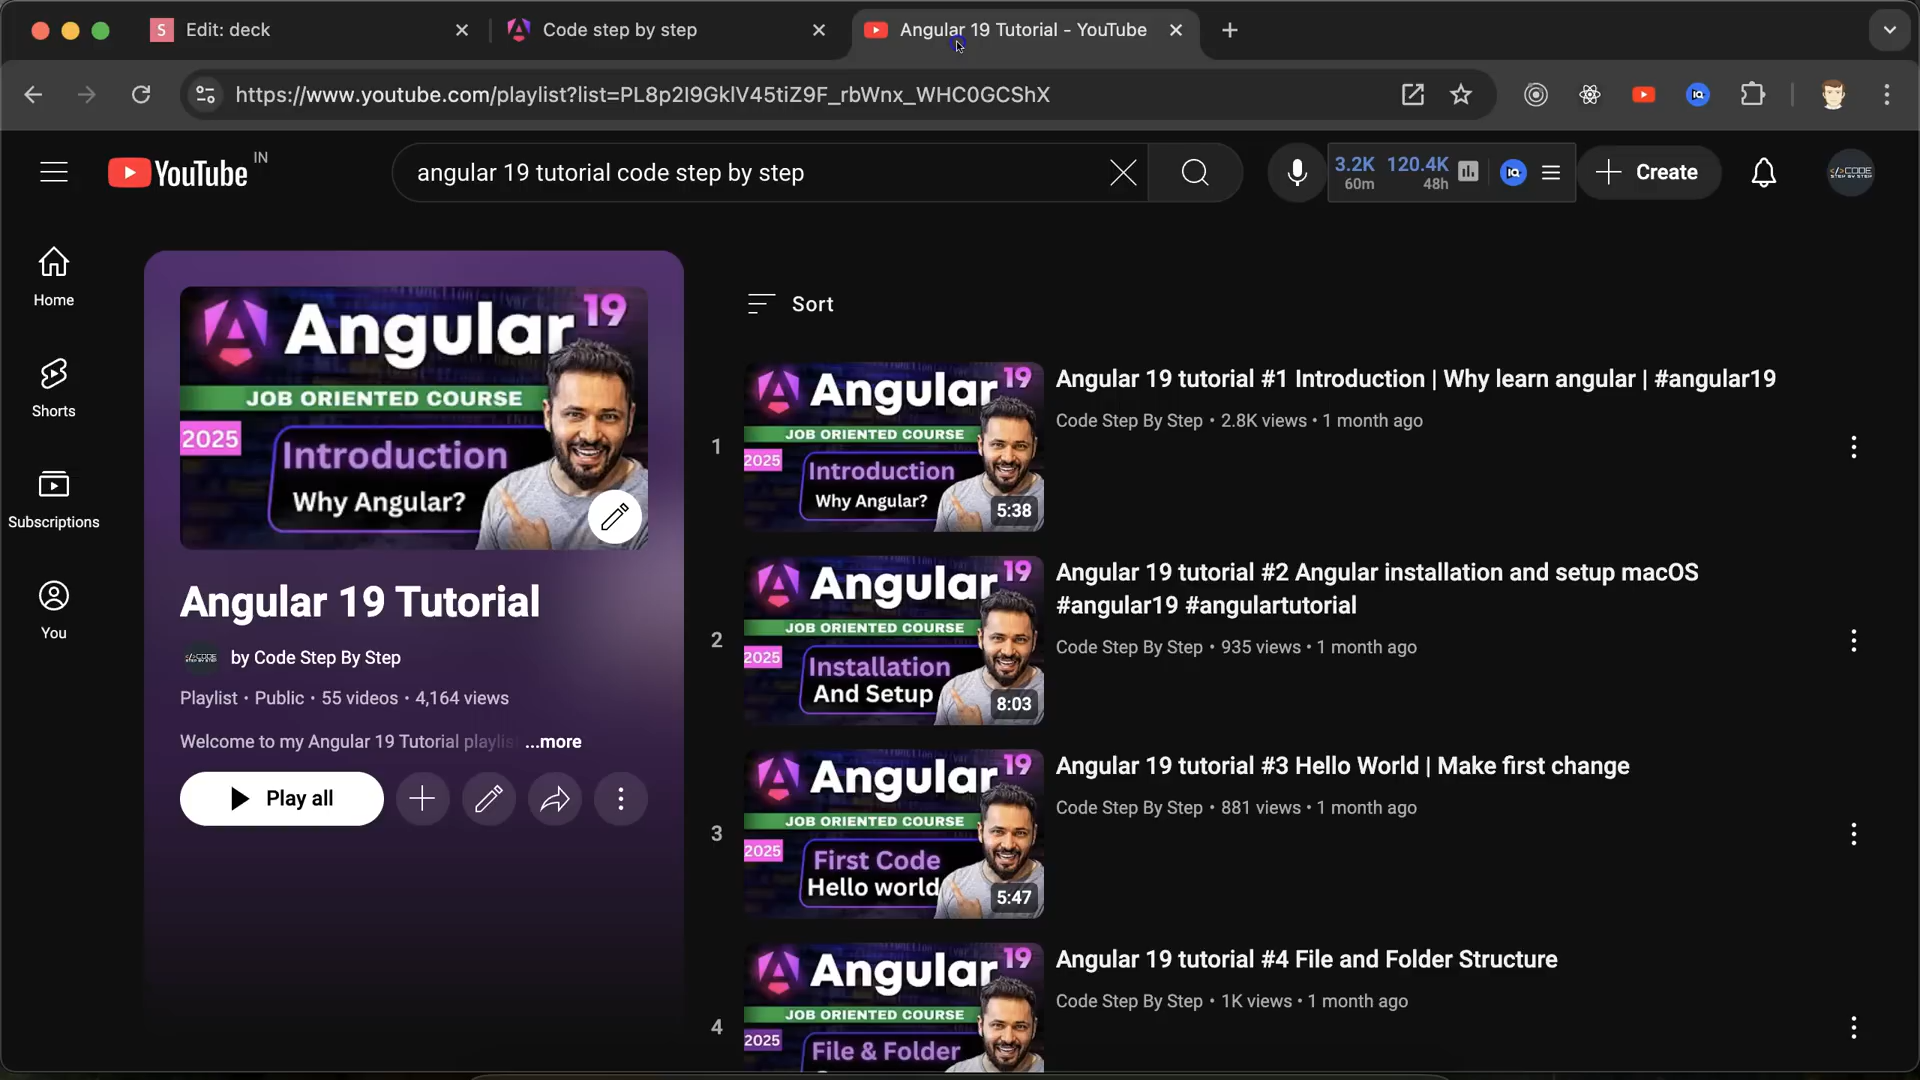 S Edit: deck
Code step by step
Angular 19 Tutorial - YouTube
https://www.youtube.com/playlist?list=PL8p2I9GklV45tiZ9F_rbWnx_WHC0GCShX
YouTube IN
angular 19 tutorial code step by step
3.2K 120.4K
60m 48h
IQ
Create
Home
Shorts
Subscriptions
You
Angular 19
JOB ORIENTED COURSE
2025
Introduction
Why Angular?
Angular 19 Tutorial
by Code Step By Step
Playlist • Public • 55 videos • 4,164 views
Welcome to my Angular 19 Tutorial playlis ...more
Play all
Sort
1
Angular 19
JOB ORIENTED COURSE
2025
Introduction
Why Angular?
5:38
Angular 19 tutorial #1 Introduction | Why learn angular | #angular19
Code Step By Step • 2.8K views • 1 month ago
2
Angular 19
JOB ORIENTED COURSE
2025
Installation
And Setup
8:03
Angular 19 tutorial #2 Angular installation and setup macOS
#angular19 #angulartutorial
Code Step By Step • 935 views • 1 month ago
3
Angular 19
JOB ORIENTED COURSE
2025
First Code
Hello world
5:47
Angular 19 tutorial #3 Hello World | Make first change
Code Step By Step • 881 views • 1 month ago
4
Angular 19
JOB ORIENTED COURSE
2025
File & Folder
Angular 19 tutorial #4 File and Folder Structure
Code Step By Step • 1K views • 1 month ago